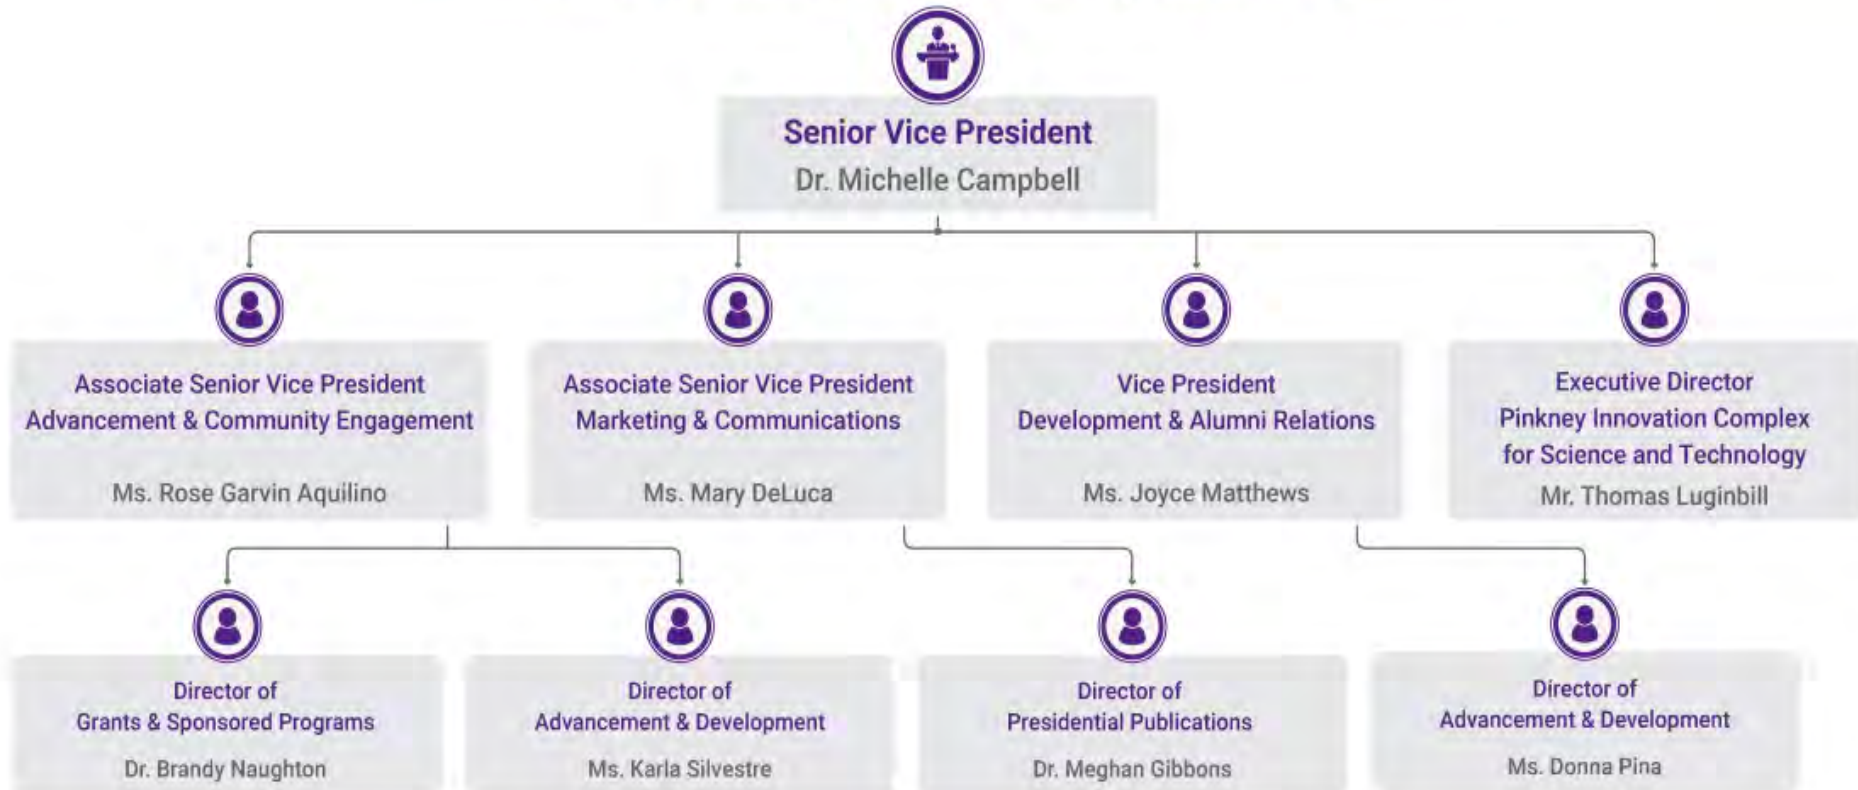 Senior Vice President
Dr. Michelle Campbell
Associate Senior Vice President
Advancement & Community Engagement
Ms. Rose Garvin Aquilino
Associate Senior Vice President
Marketing & Communications
Ms. Mary DeLuca
Vice President
Development & Alumni Relations
Ms. Joyce Matthews
Executive Director
Pinkney Innovation Complex
for Science and Technology
Mr. Thomas Luginbill
Director of
Grants & Sponsored Programs
Dr. Brandy Naughton
Director of
Advancement & Development
Ms. Karla Silvestre
Director of
Presidential Publications
Dr. Meghan Gibbons
Director of
Advancement & Development
Ms. Donna Pina